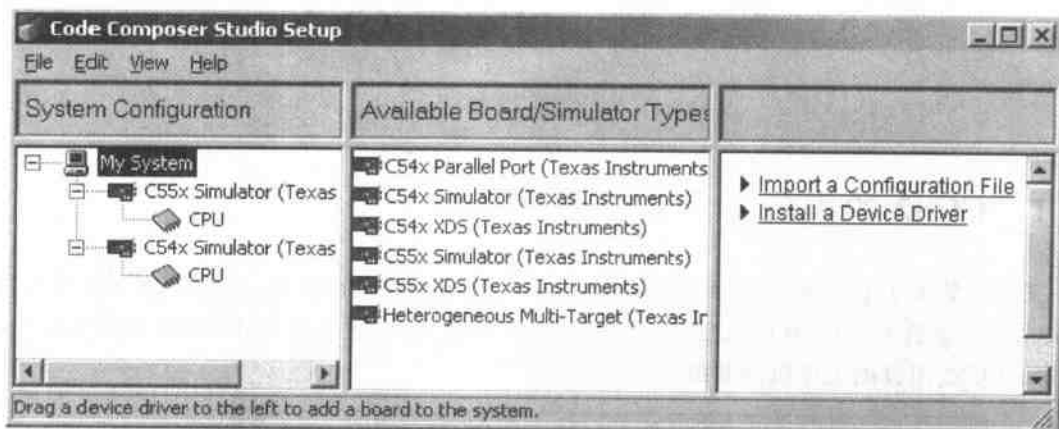 Code Composer Studio Setup
File Edit View Help
System Configuration
My System
C55x Simulator (Texas
CPU
C54x Simulator (Texas
CPU
Available Board/Simulator Types
C54x Parallel Port (Texas Instruments
C54x Simulator (Texas Instruments)
C54x XDS (Texas Instruments)
C55x Simulator (Texas Instruments)
C55x XDS (Texas Instruments)
Heterogeneous Multi-Target (Texas In
Import a Configuration File
Install a Device Driver
Drag a device driver to the left to add a board to the system.